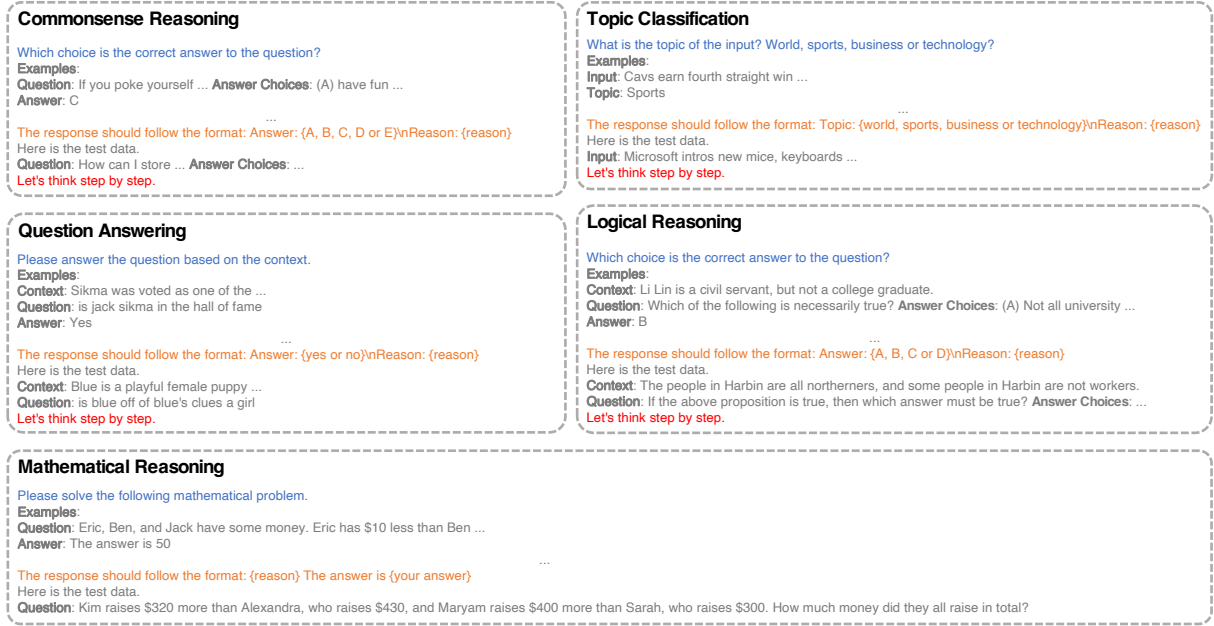 Commonsense Reasoning
Which choice is the correct answer to the question?
Examples:
Question: If you poke yourself ... Answer Choices: (A) have fun ...
Answer: C
...
The response should follow the format: Answer: {A, B, C, D or E}\nReason: {reason}
Here is the test data.
Question: How can I store ... Answer Choices: ...
Let's think step by step.
Topic Classification
What is the topic of the input? World, sports, business or technology?
Examples:
Input: Cavs earn fourth straight win ...
Topic: Sports
...
The response should follow the format: Topic: {world, sports, business or technology}\nReason: {reason}
Here is the test data.
Input: Microsoft intros new mice, keyboards ...
Let's think step by step.
Question Answering
Please answer the question based on the context.
Examples:
Context: Sikma was voted as one of the ...
Question: is jack sikma in the hall of fame
Answer: Yes
...
The response should follow the format: Answer: {yes or no}\nReason: {reason}
Here is the test data.
Context: Blue is a playful female puppy ...
Question: is blue off of blue's clues a girl
Let's think step by step.
Logical Reasoning
Which choice is the correct answer to the question?
Examples:
Context: Li Lin is a civil servant, but not a college graduate.
Question: Which of the following is necessarily true? Answer Choices: (A) Not all university ...
Answer: B
...
The response should follow the format: Answer: {A, B, C or D}\nReason: {reason}
Here is the test data.
Context: The people in Harbin are all northerners, and some people in Harbin are not workers.
Question: If the above proposition is true, then which answer must be true? Answer Choices: ...
Let's think step by step.
Mathematical Reasoning
Please solve the following mathematical problem.
Examples:
Question: Eric, Ben, and Jack have some money. Eric has $10 less than Ben ...
Answer: The answer is 50
...
The response should follow the format: {reason} The answer is {your answer}
Here is the test data.
Question: Kim raises $320 more than Alexandra, who raises $430, and Maryam raises $400 more than Sarah, who raises $300. How much money did they all raise in total?